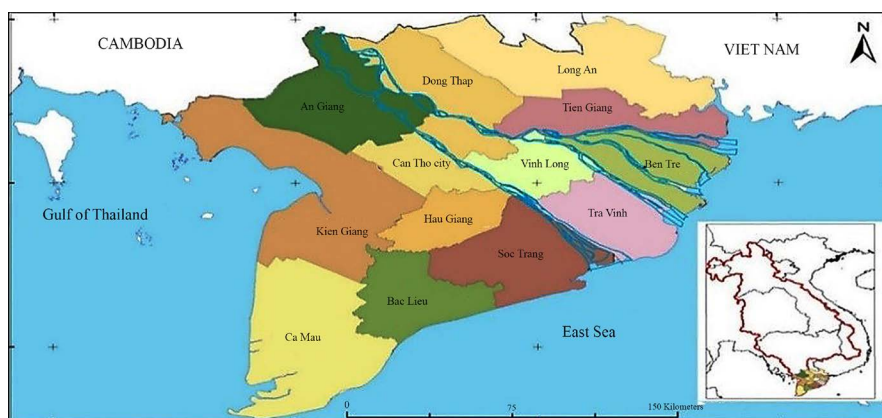 CAMBODIA
VIET NAM
N
Long An
Dong Thap
An Giang
Tien Giang
Can Tho city
Vinh Long
Ben Tre
Gulf of Thailand
Tra Vinh
Hau Giang
Kien Giang
Soc Trang
Bac Lieu
East Sea
Ca Mau
0 75 150 Kilometers